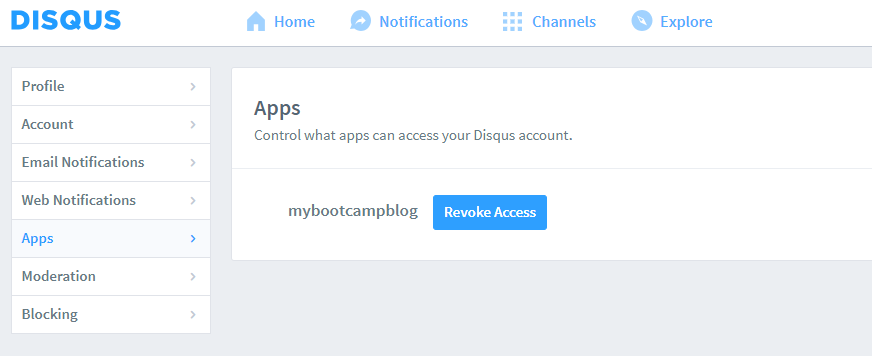 DISQUS
Home
Notifications
Channels
Explore
Profile
Account
Email Notifications
Web Notifications
Apps
Moderation
Blocking
Apps
Control what apps can access your Disqus account.
mybootcampblog
Revoke Access